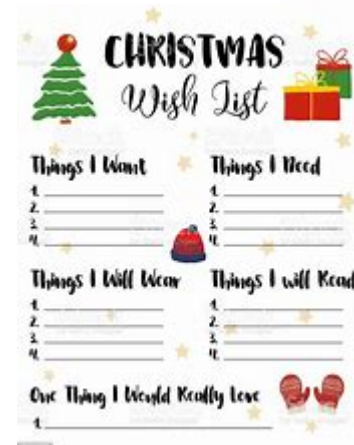 CHRISTMAS
Wish List
Things I Want
1.
2.
3.
4.
Things I Need
1.
2.
3.
4.
Things I Will Wear
1.
2.
3.
4.
Things I will Read
1.
2.
3.
4.
One Thing I Would Really Love
1.